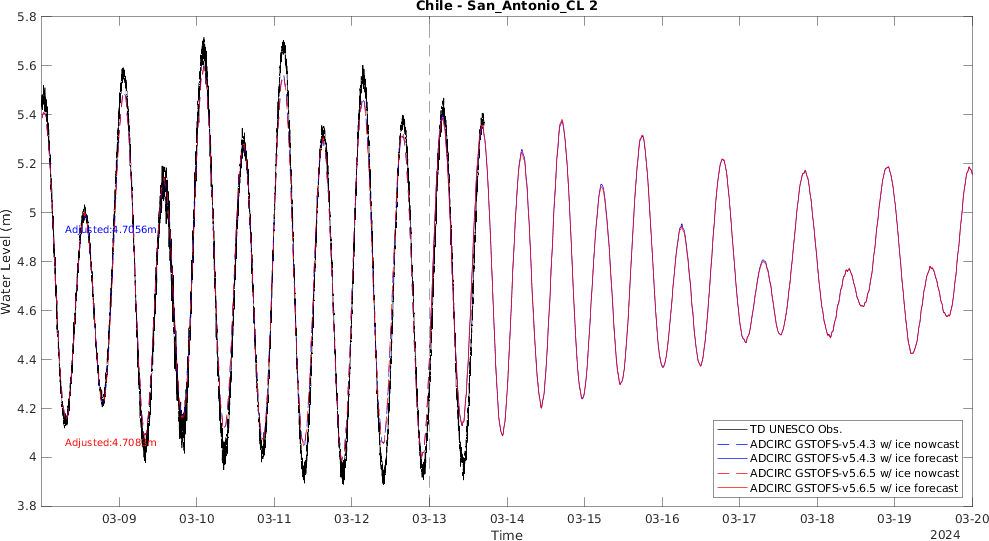 Chile - San_Antonio_CL 2
5.8
5.6
5.4
5.2
5
4.8
4.6
4.4
4.2
4
3.8
Water Level (m)
Adjusted:4.7056m
TD UNESCO Obs.
ADCIRC GSTOFS-v5.4.3 w/ ice nowcast
ADCIRC GSTOFS-v5.4.3 w/ ice forecast
ADCIRC GSTOFS-v5.6.5 w/ ice nowcast
ADCIRC GSTOFS-v5.6.5 w/ ice forecast
03-09 03-10 03-11 03-12 03-13 03-14 03-15 03-16 03-17 03-18 03-19 03-20
Time
2024